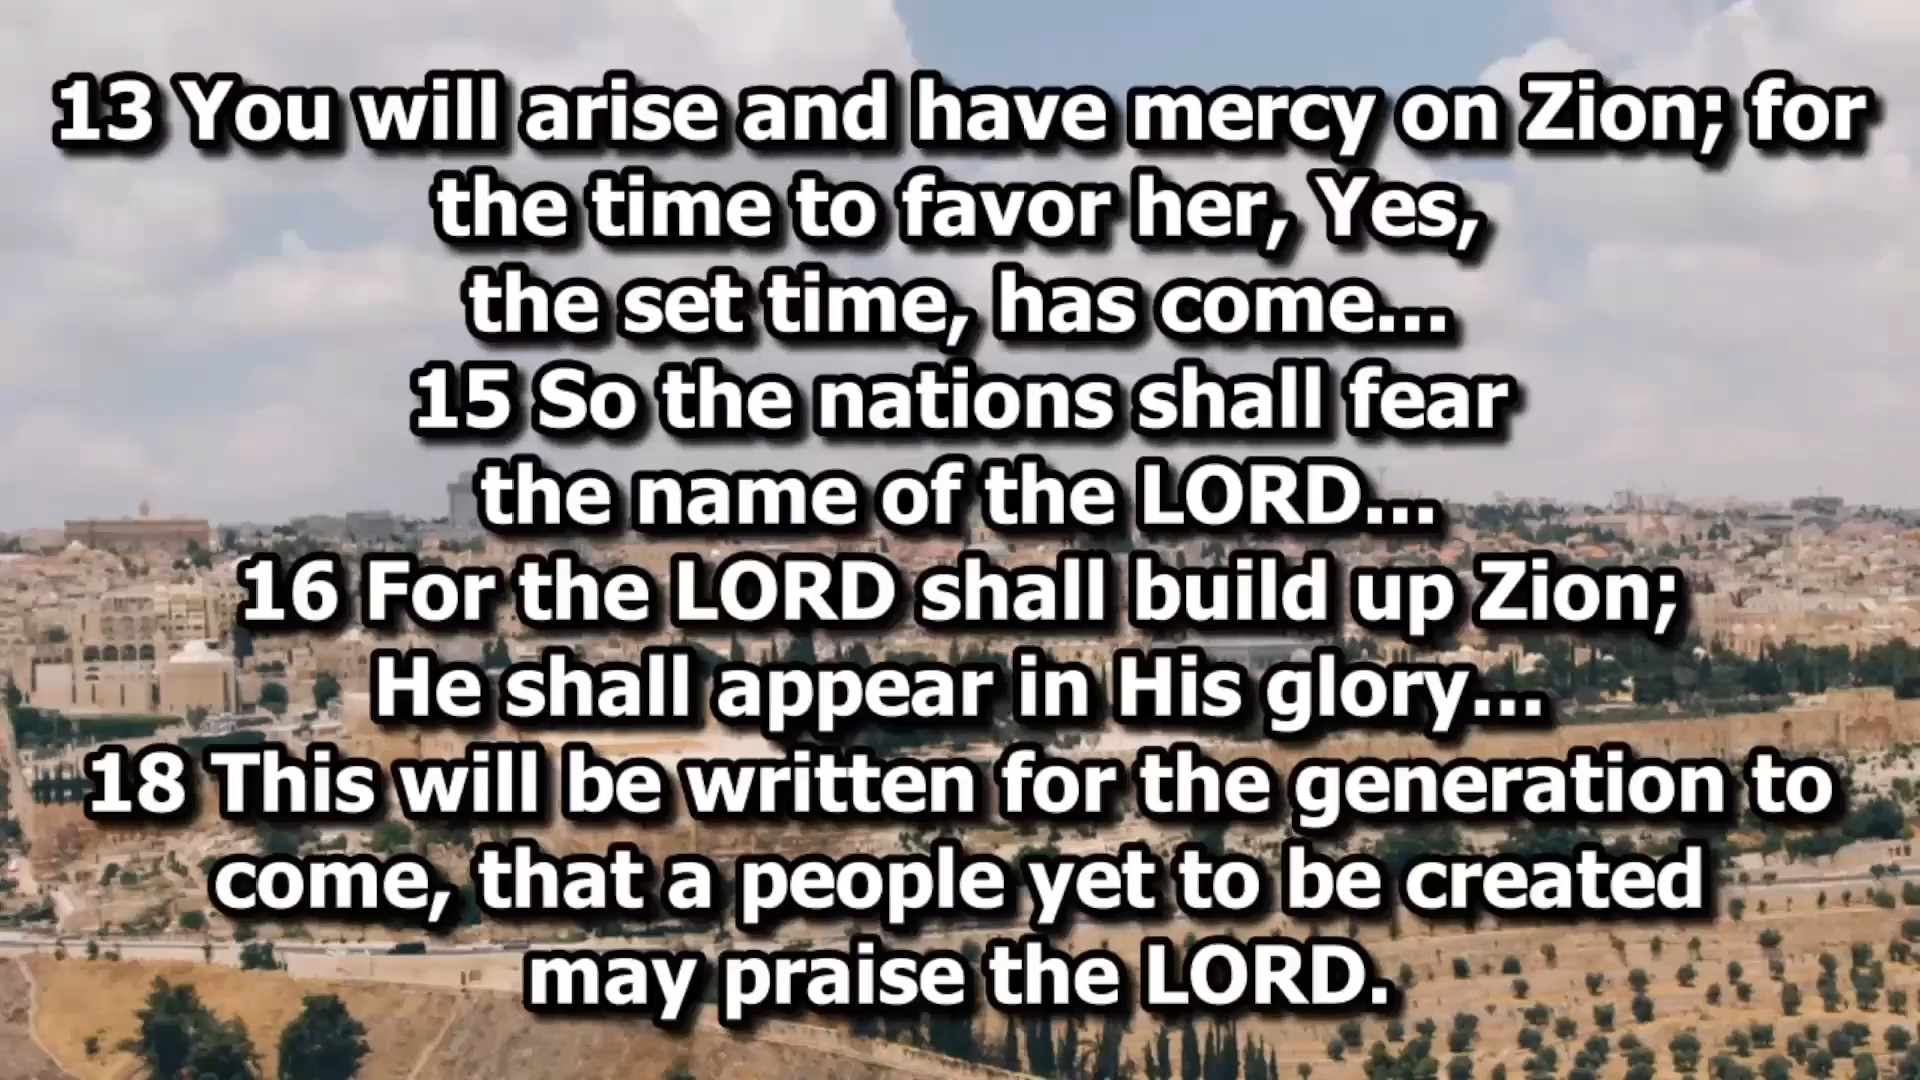 13 You will arise and have mercy on Zion; for
the time to favor her, Yes,
the set time, has come...
15 So the nations shall fear
the name of the LORD...
16 For the LORD shall build up Zion;
He shall appear in His glory...
18 This will be written for the generation to
come, that a people yet to be created
may praise the LORD.